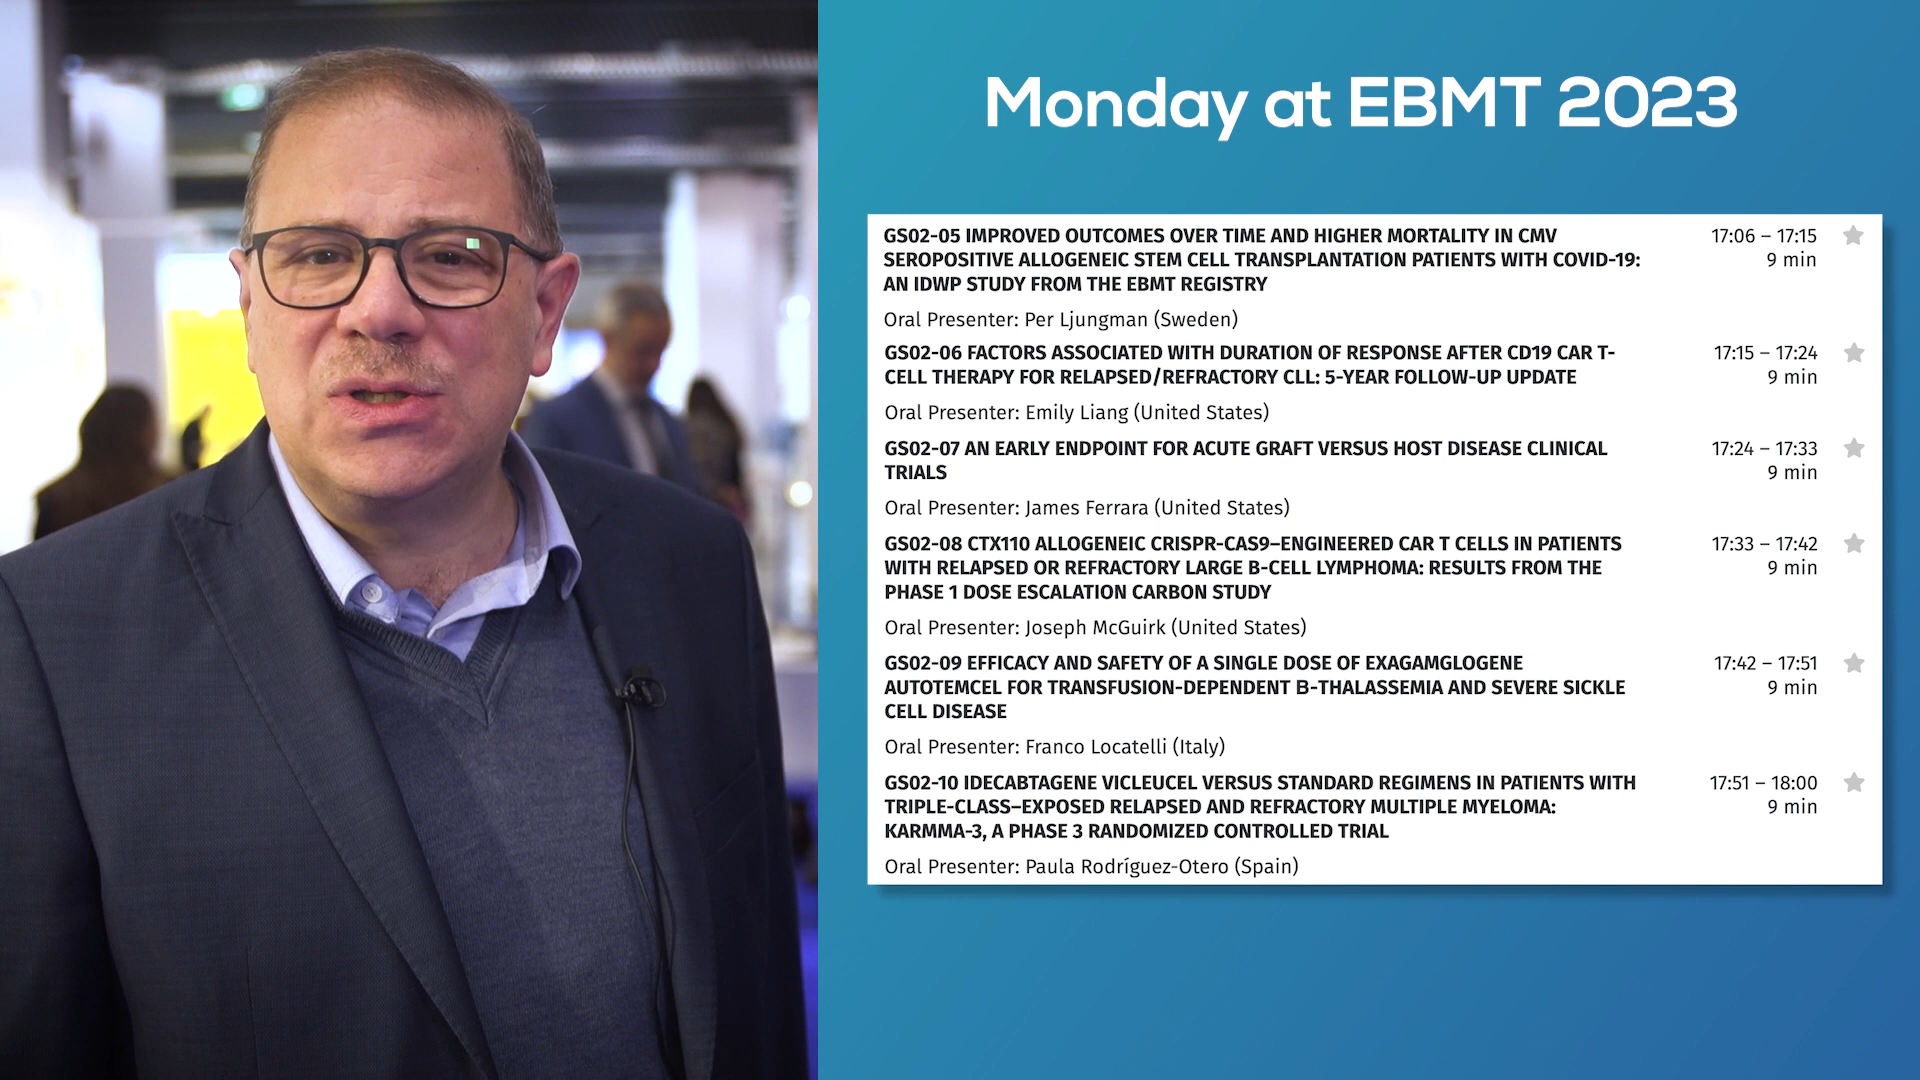 Monday at EBMT 2023
GS02-05 IMPROVED OUTCOMES OVER TIME AND HIGHER MORTALITY IN CMV
SEROPOSITIVE ALLOGENEIC STEM CELL TRANSPLANTATION PATIENTS WITH COVID-19:
AN IDWP STUDY FROM THE EBMT REGISTRY
17:06 – 17:15
9 min
Oral Presenter: Per Ljungman (Sweden)
GS02-06 FACTORS ASSOCIATED WITH DURATION OF RESPONSE AFTER CD19 CAR T-
CELL THERAPY FOR RELAPSED/REFRACTORY CLL: 5-YEAR FOLLOW-UP UPDATE
17:15 – 17:24
9 min
Oral Presenter: Emily Liang (United States)
GS02-07 AN EARLY ENDPOINT FOR ACUTE GRAFT VERSUS HOST DISEASE CLINICAL
TRIALS
17:24 – 17:33
9 min
Oral Presenter: James Ferrara (United States)
GS02-08 CTX110 ALLOGENEIC CRISPR-CAS9–ENGINEERED CAR T CELLS IN PATIENTS
WITH RELAPSED OR REFRACTORY LARGE B-CELL LYMPHOMA: RESULTS FROM THE
PHASE 1 DOSE ESCALATION CARBON STUDY
17:33 – 17:42
9 min
Oral Presenter: Joseph McGuirk (United States)
GS02-09 EFFICACY AND SAFETY OF A SINGLE DOSE OF EXAGAMGLOGENE
AUTOTEMCEL FOR TRANSFUSION-DEPENDENT Β-THALASSEMIA AND SEVERE SICKLE
CELL DISEASE
17:42 – 17:51
9 min
Oral Presenter: Franco Locatelli (Italy)
GS02-10 IDECABTAGENE VICLEUCEL VERSUS STANDARD REGIMENS IN PATIENTS WITH
TRIPLE-CLASS–EXPOSED RELAPSED AND REFRACTORY MULTIPLE MYELOMA:
KARMMA-3, A PHASE 3 RANDOMIZED CONTROLLED TRIAL
17:51 – 18:00
9 min
Oral Presenter: Paula Rodríguez-Otero (Spain)